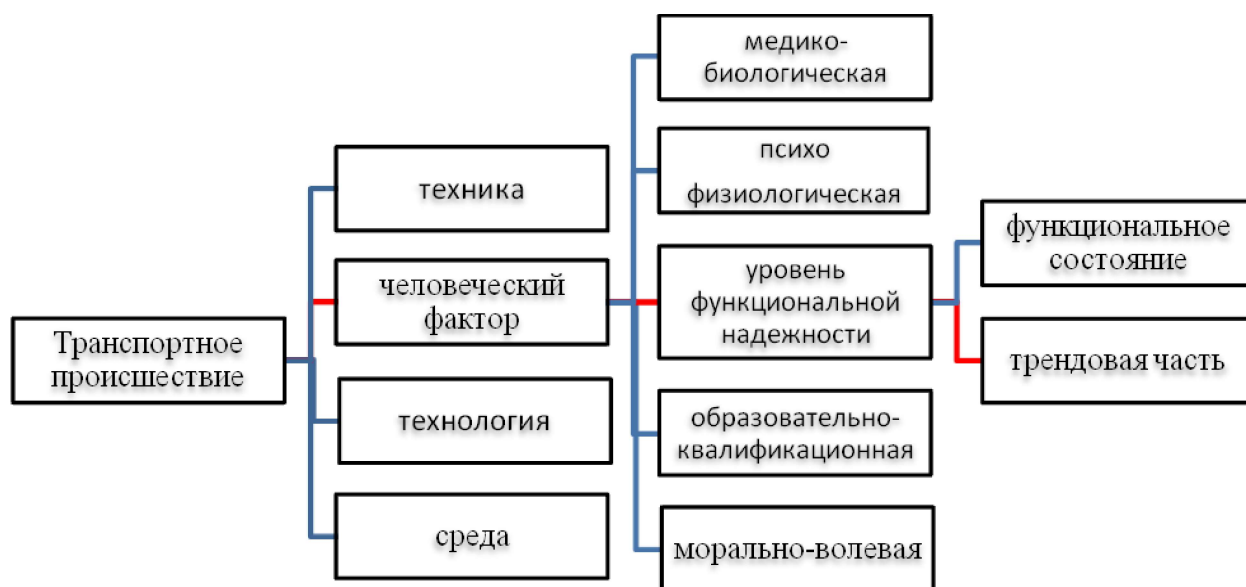 Транспортное
происшествие
техника
человеческий
фактор
технология
среда
медико-
биологическая
психо
физиологическая
уровень
функциональной
надежности
образовательно-
квалификационная
морально-волевая
функциональное
состояние
трендовая часть